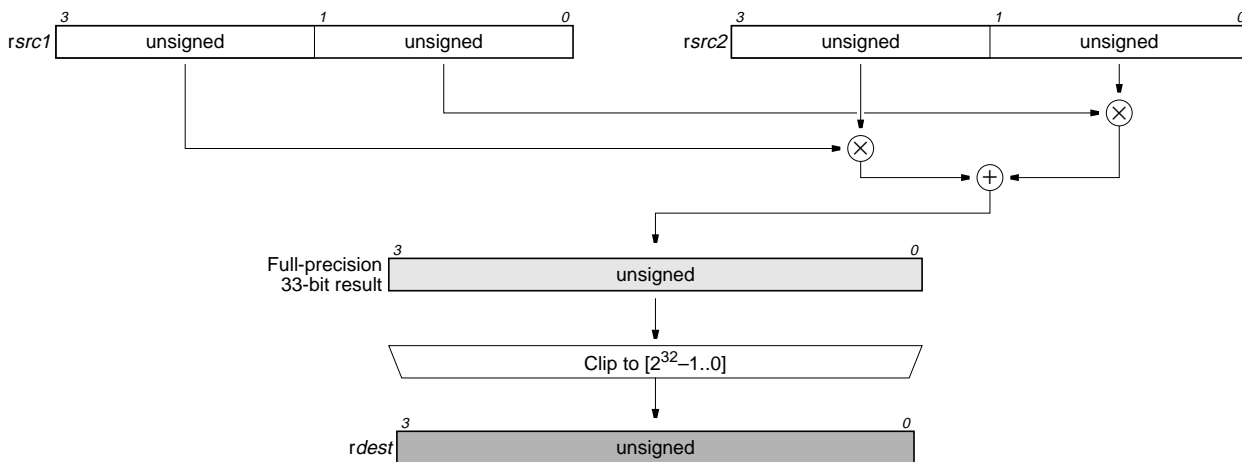 3 1 0 3 1 0
rsrc1 unsigned unsigned rsrc2 unsigned unsigned
×
×
+
3 0
Full-precision
33-bit result
unsigned
Clip to [2³²–1..0]
3 0
rdest unsigned